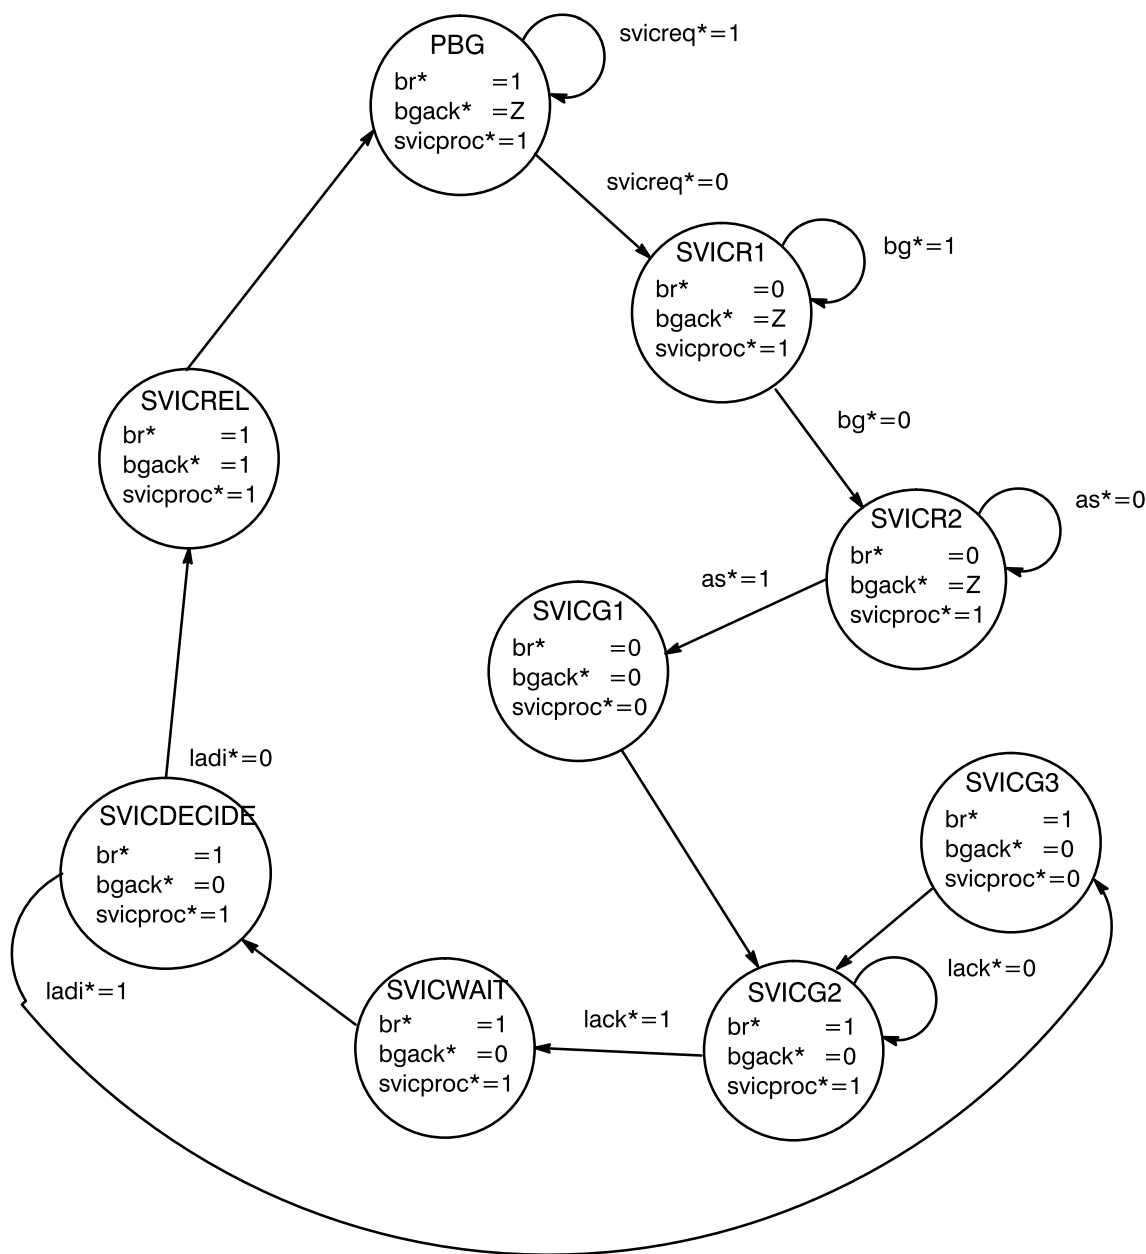 PBG
br* =1
bgack* =Z
svicproc*=1
svicreq*=1
svicreq*=0
SVICR1
br* =0
bgack* =Z
svicproc*=1
bg*=1
bg*=0
SVICR2
br* =0
bgack* =Z
svicproc*=1
as*=0
as*=1
SVICG1
br* =0
bgack* =0
svicproc*=0
SVICG3
br* =1
bgack* =0
svicproc*=0
SVICG2
br* =1
bgack* =0
svicproc*=1
lack*=0
lack*=1
SVICWAIT
br* =1
bgack* =0
svicproc*=1
SVICDECIDE
br* =1
bgack* =0
svicproc*=1
ladi*=1
ladi*=0
SVICREL
br* =1
bgack* =1
svicproc*=1